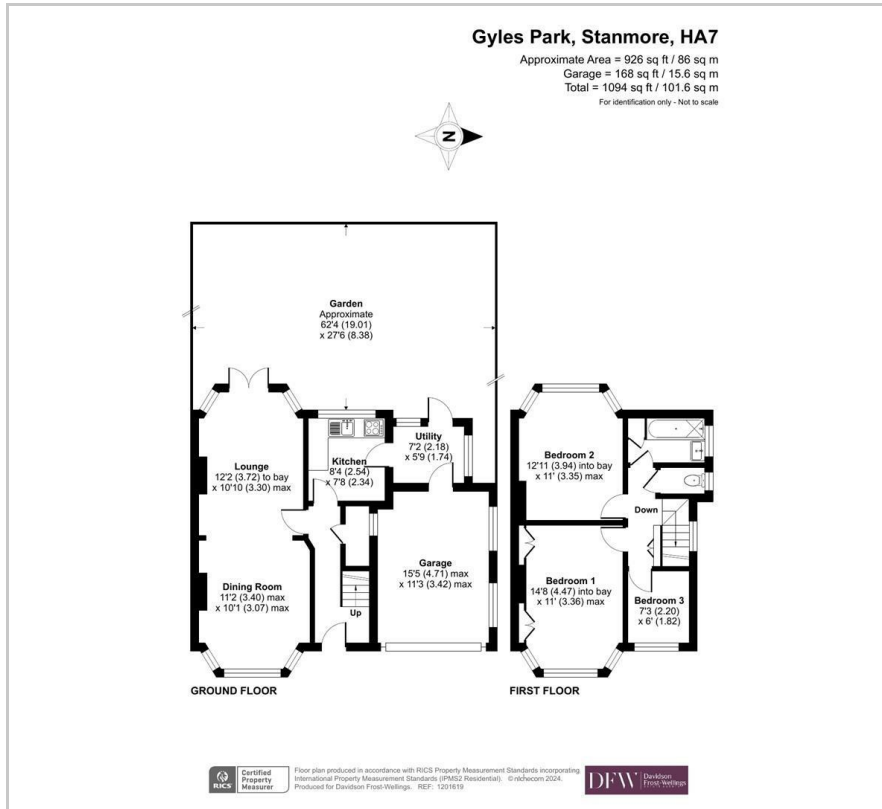 Gyles Park, Stanmore, HA7
Approximate Area = 926 sq ft / 86 sq m
Garage = 168 sq ft / 15.6 sq m
Total = 1094 sq ft / 101.6 sq m
For identification only - Not to scale
N
Garden
Approximate
62'4 (19.01)
x 27'6 (8.38)
Lounge
12'2 (3.72) to bay
x 10'10 (3.30) max
Kitchen
8'4 (2.54)
x 7'8 (2.34)
Utility
7'2 (2.18)
x 5'9 (1.74)
Dining Room
11'2 (3.40) max
x 10'1 (3.07) max
Up
Garage
15'5 (4.71) max
x 11'3 (3.42) max
GROUND FLOOR
Bedroom 2
12'11 (3.94) into bay
x 11' (3.35) max
Down
Bedroom 1
14'8 (4.47) into bay
x 11' (3.36) max
Bedroom 3
7'3 (2.20)
x 6' (1.82)
FIRST FLOOR
RICS
Certified
Property
Measurer
Floor plan produced in accordance with RICS Property Measurement Standards incorporating
International Property Measurement Standards (IPMS2 Residential). © nichecom 2024.
Produced for Davidson Frost-Wellings. REF: 1201619
DFW
Davidson
Frost-Wellings